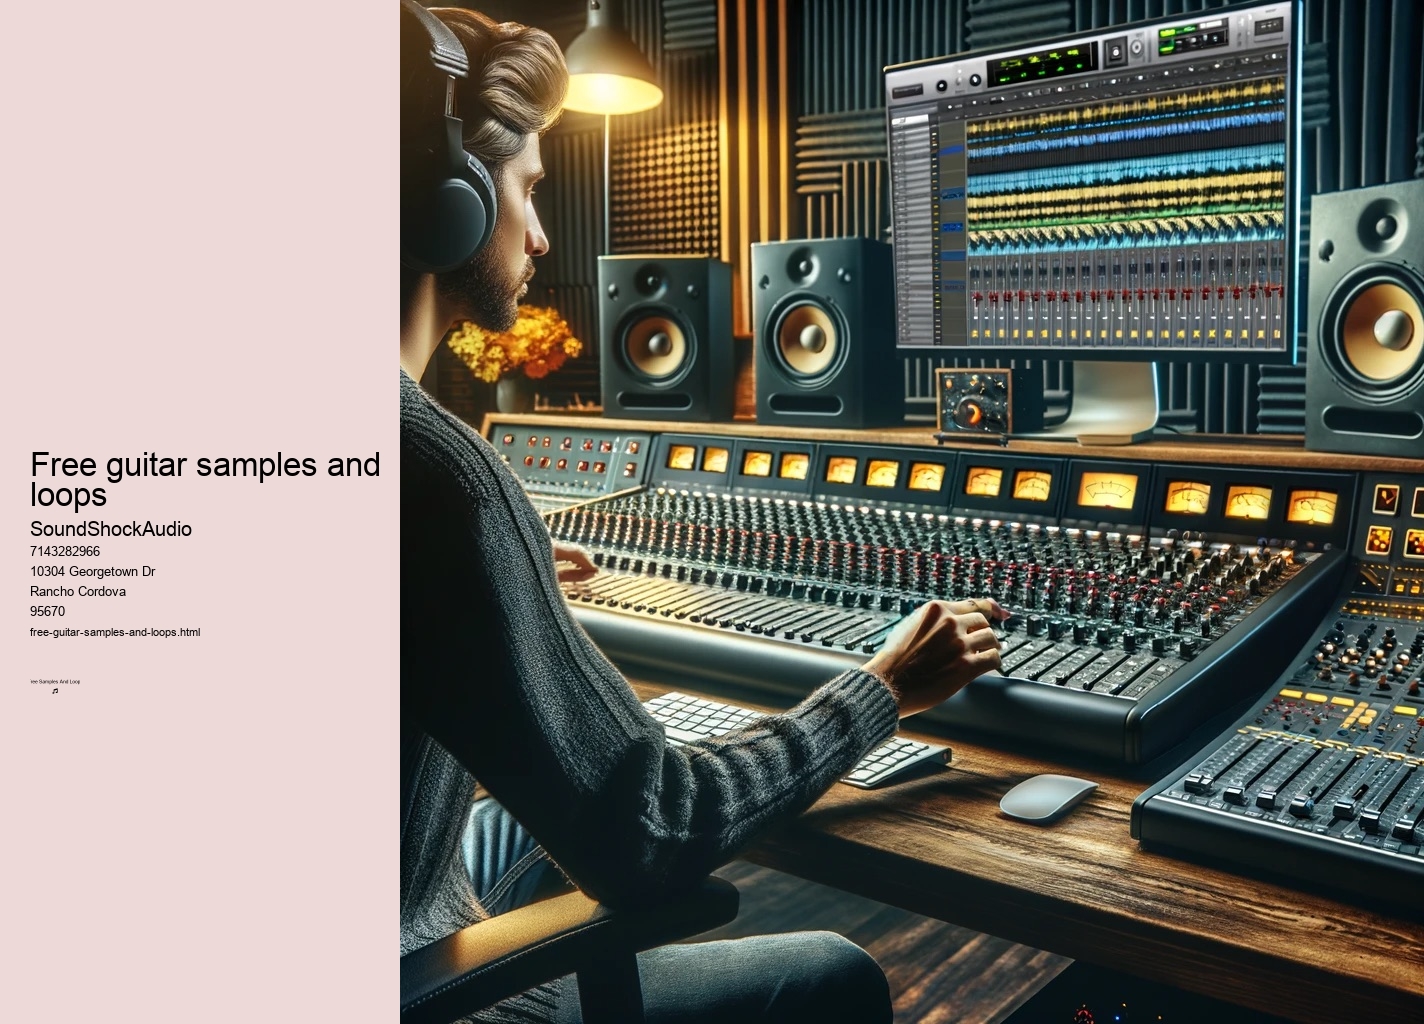 Free guitar samples and
loops
SoundShockAudio
7143282966
10304 Georgetown Dr
Rancho Cordova
95670
free-guitar-samples-and-loops.html
ree Samples And Loop